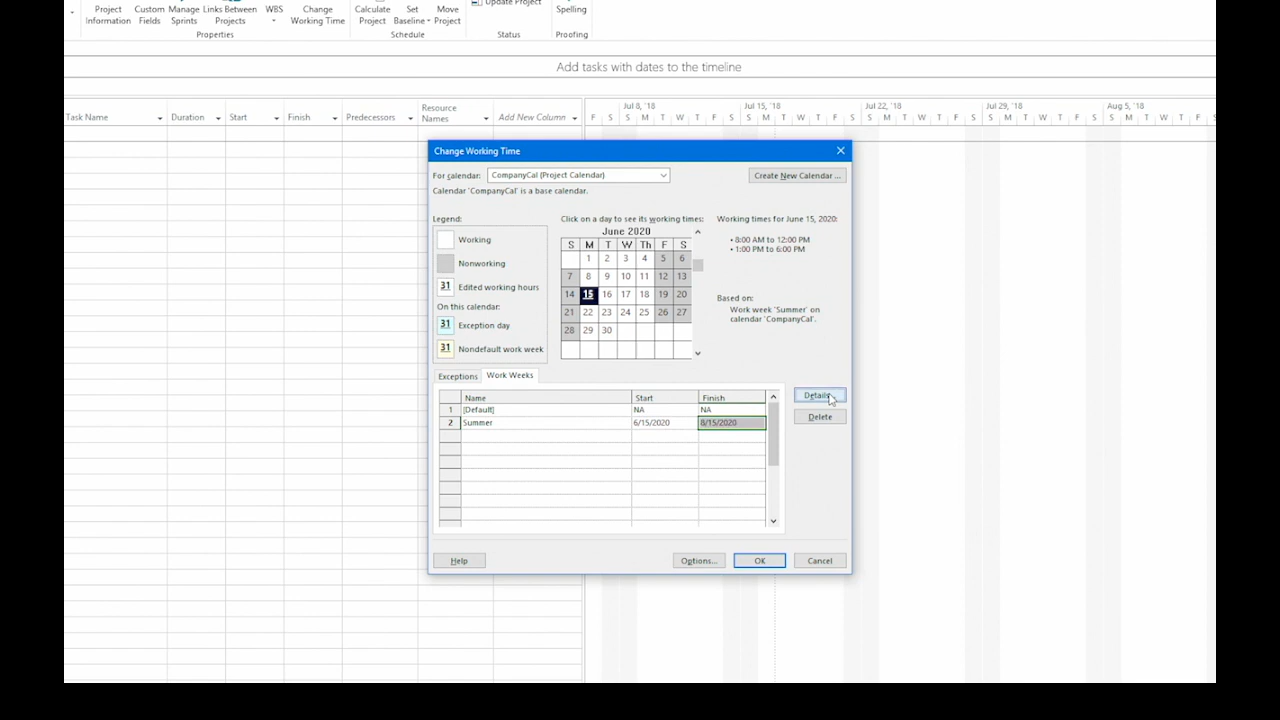 Project Information
Custom Fields
Manage Sprints
Links Between Projects
WBS
Change Working Time
Calculate Project
Set Baseline
Move Project
Update Project
Spelling
Properties
Schedule
Status
Proofing
Add tasks with dates to the timeline
Task Name
Duration
Start
Finish
Predecessors
Resource Names
Add New Column
Jul 8, '18
Jul 15, '18
Jul 22, '18
Jul 29, '18
Aug 5, '18
F S S M T W T F S S M T W T F S S M T W T F S S M T W T F S S M T W T F S
Change Working Time
For calendar:
CompanyCal (Project Calendar)
Create New Calendar ...
Calendar 'CompanyCal' is a base calendar.
Legend:
Working
Nonworking
31 Edited working hours
On this calendar:
31 Exception day
31 Nondefault work week
Click on a day to see its working times:
June 2020
S M T W Th F S
1 2 3 4 5 6
7 8 9 10 11 12 13
14 15 16 17 18 19 20
21 22 23 24 25 26 27
28 29 30
Working times for June 15, 2020:
• 8:00 AM to 12:00 PM
• 1:00 PM to 6:00 PM
Based on:
Work week 'Summer' on
calendar 'CompanyCal'.
Exceptions
Work Weeks
Name Start Finish
1 [Default] NA NA
2 Summer 6/15/2020 8/15/2020
Details...
Delete
Help
Options...
OK
Cancel